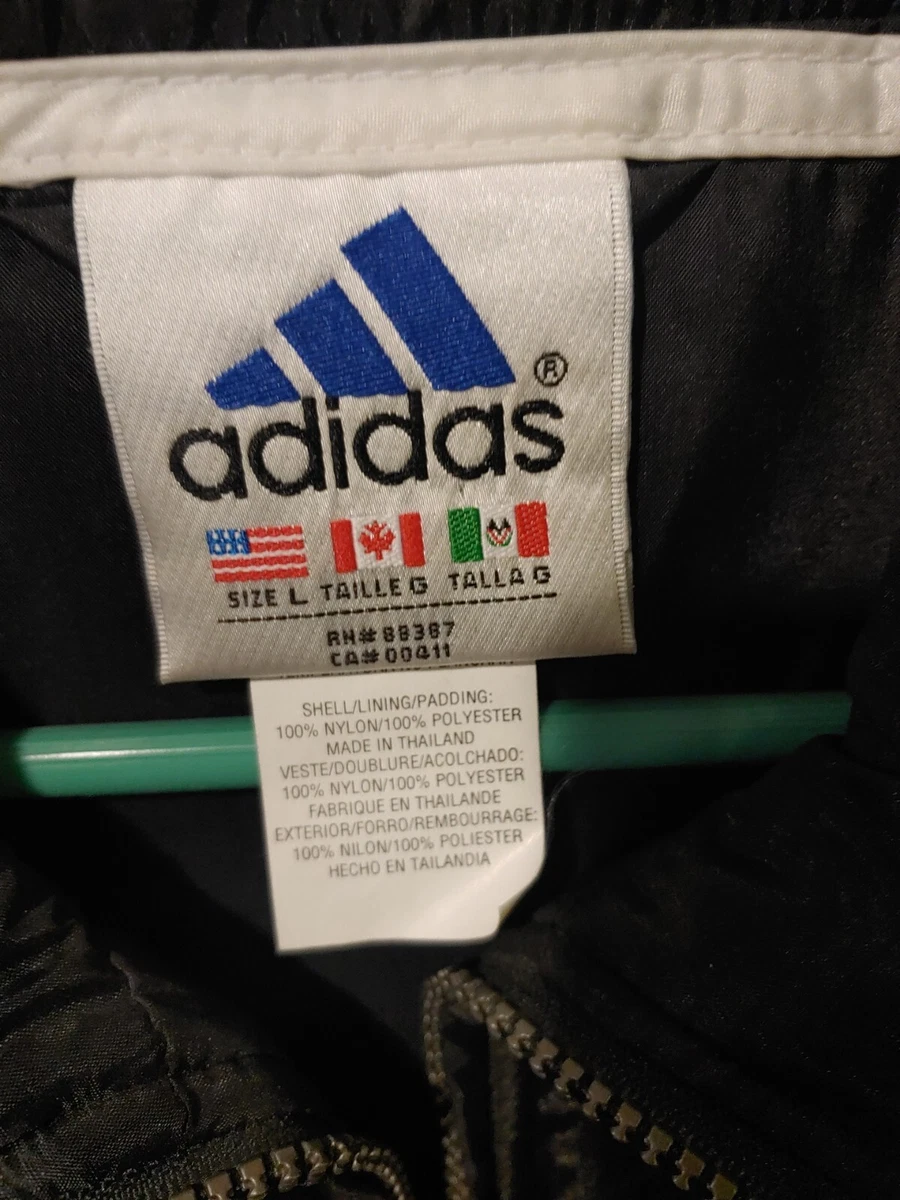 ®
adidas
SIZE L TAILLE G TALLA G
RN# 88387
CA# 00411
SHELL/LINING/PADDING:
100% NYLON/100% POLYESTER
MADE IN THAILAND
VESTE/DOUBLURE/ACOLCHADO:
100% NYLON/100% POLYESTER
FABRIQUE EN THAILANDE
EXTERIOR/FORRO/REMBOURRAGE:
100% NILON/100% POLIESTER
HECHO EN TAILANDIA